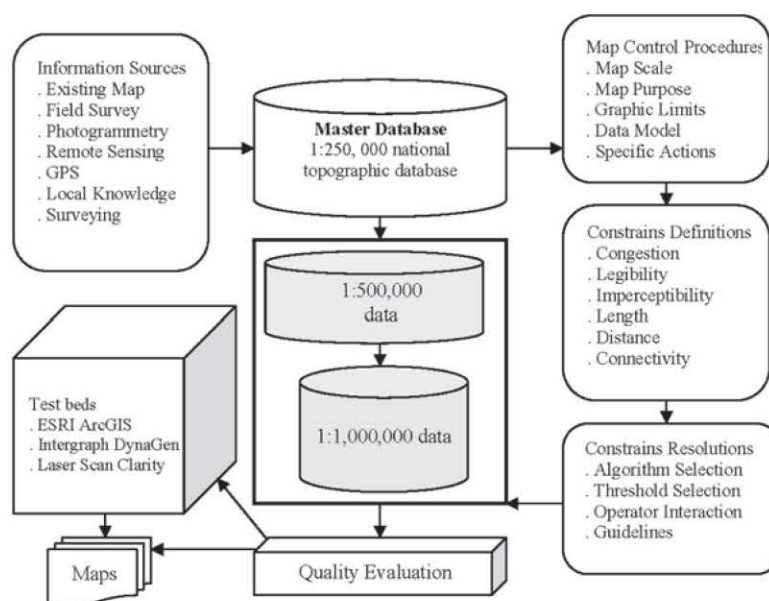 Information Sources
. Existing Map
. Field Survey
. Photogrammetry
. Remote Sensing
. GPS
. Local Knowledge
. Surveying
Master Database
1:250, 000 national
topographic database
Map Control Procedures
. Map Scale
. Map Purpose
. Graphic Limits
. Data Model
. Specific Actions
1:500,000
data
1:1,000,000 data
Constrains Definitions
. Congestion
. Legibility
. Imperceptibility
. Length
. Distance
. Connectivity
Test beds
. ESRI ArcGIS
. Intergraph DynaGen
. Laser Scan Clarity
Constrains Resolutions
. Algorithm Selection
. Threshold Selection
. Operator Interaction
. Guidelines
Maps
Quality Evaluation